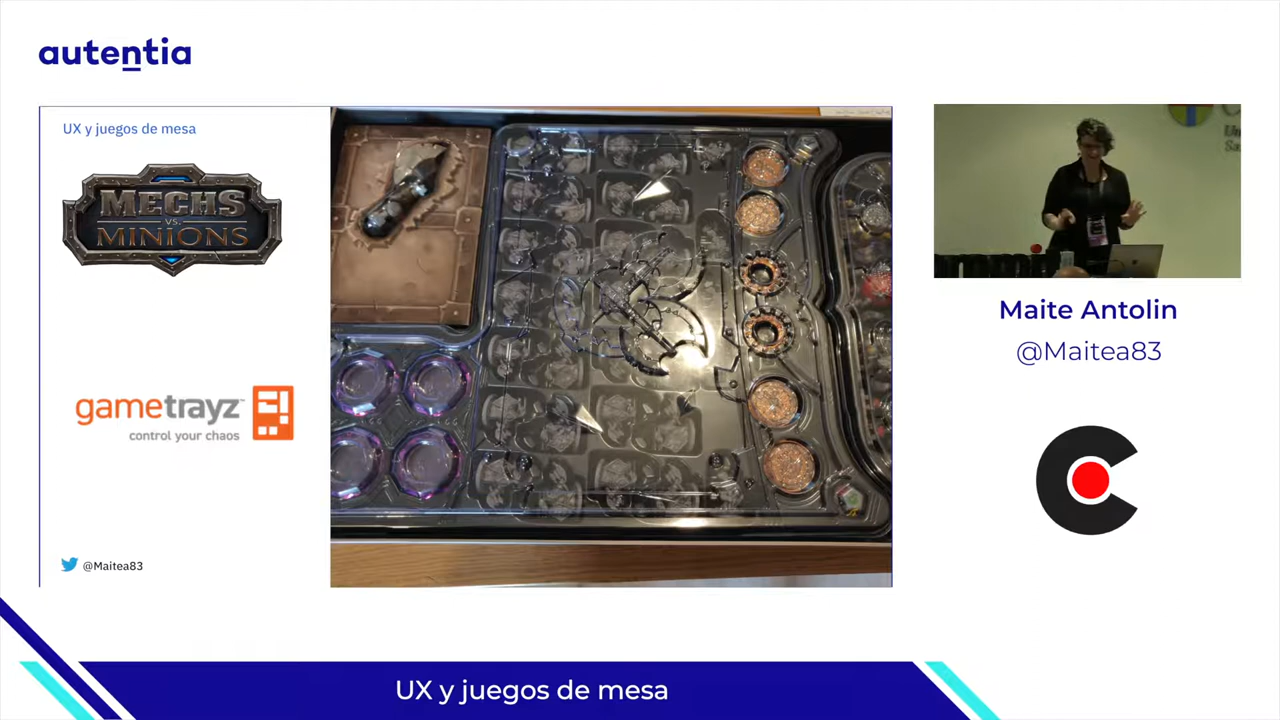 autentia
UX y juegos de mesa
MECHS
VS.
MINIONS
gametrayz™
control your chaos
@Maitea83
Maite Antolin
@Maitea83
UX y juegos de mesa